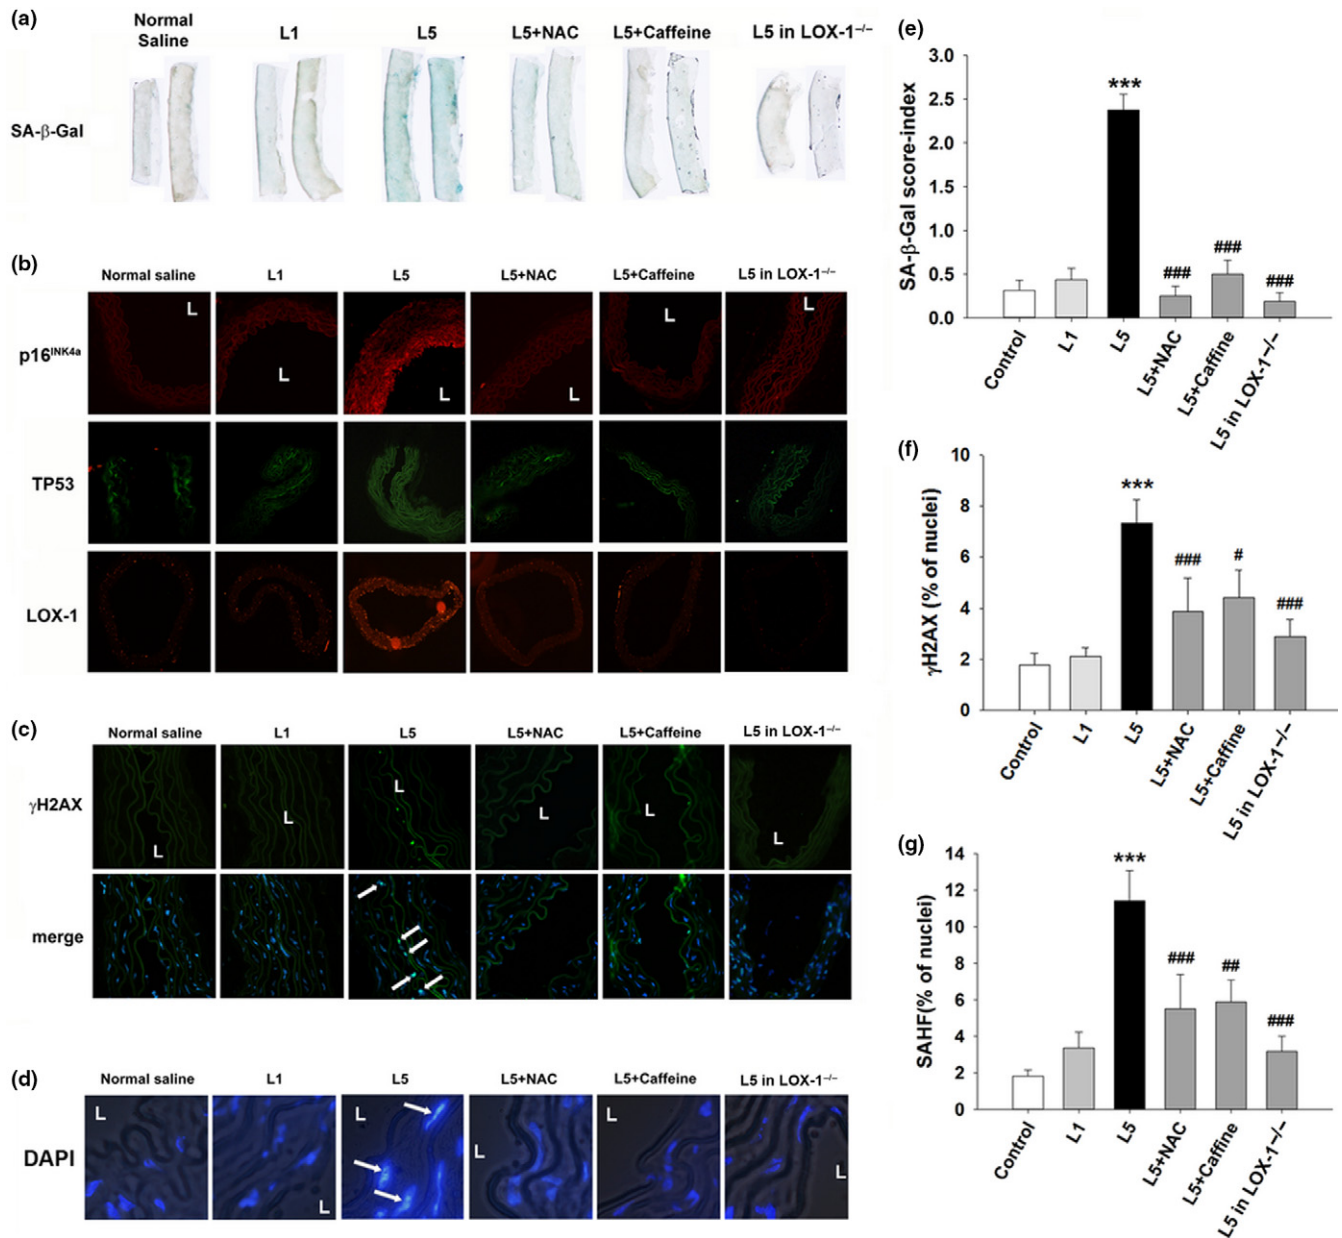 (a)
Normal Saline
L1
L5
L5+NAC
L5+Caffeine
L5 in LOX-1⁻/⁻
SA-β-Gal
(b)
Normal saline
L1
L5
L5+NAC
L5+Caffeine
L5 in LOX-1⁻/⁻
p16ᴵᴺᴷ⁴ᵃ
L
L
L
L
L
L
TP53
LOX-1
(c)
Normal saline
L1
L5
L5+NAC
L5+Caffeine
L5 in LOX-1⁻/⁻
γH2AX
L
L
L
L
L
L
merge
(d)
Normal saline
L1
L5
L5+NAC
L5+Caffeine
L5 in LOX-1⁻/⁻
DAPI
L
L
L
L
L
L
(e)
SA-β-Gal score-index
3.0
2.5
2.0
1.5
1.0
0.5
0.0
***
###
###
###
Control
L1
L5
L5+NAC
L5+Caffine
L5 in LOX-1⁻/⁻
(f)
γH2AX (% of nuclei)
10
8
6
4
2
0
***
###
#
###
Control
L1
L5
L5+NAC
L5+Caffine
L5 in LOX-1⁻/⁻
(g)
SAHF(% of nuclei)
14
12
10
8
6
4
2
0
***
###
##
###
Control
L1
L5
L5+NAC
L5+Caffine
L5 in LOX-1⁻/⁻